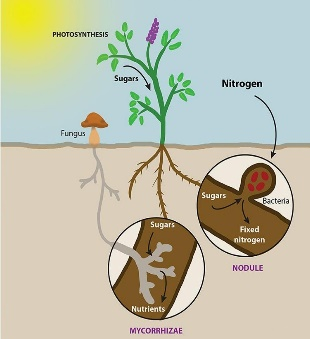 PHOTOSYNTHESIS
Sugars
Nitrogen
Fungus
Sugars
Bacteria
Fixed
nitrogen
NODULE
Sugars
Nutrients
MYCORRHIZAE